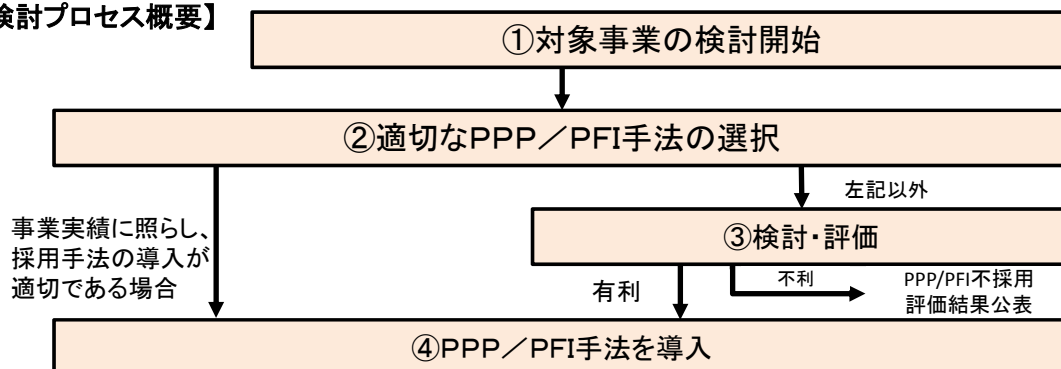 検討プロセス概要】
①対象事業の検討開始
②適切なPPP／PFI手法の選択
左記以外
事業実績に照らし、
採用手法の導入が
適切である場合
③検討・評価
有利
不利
PPP/PFI不採用
評価結果公表
④PPP／PFI手法を導入